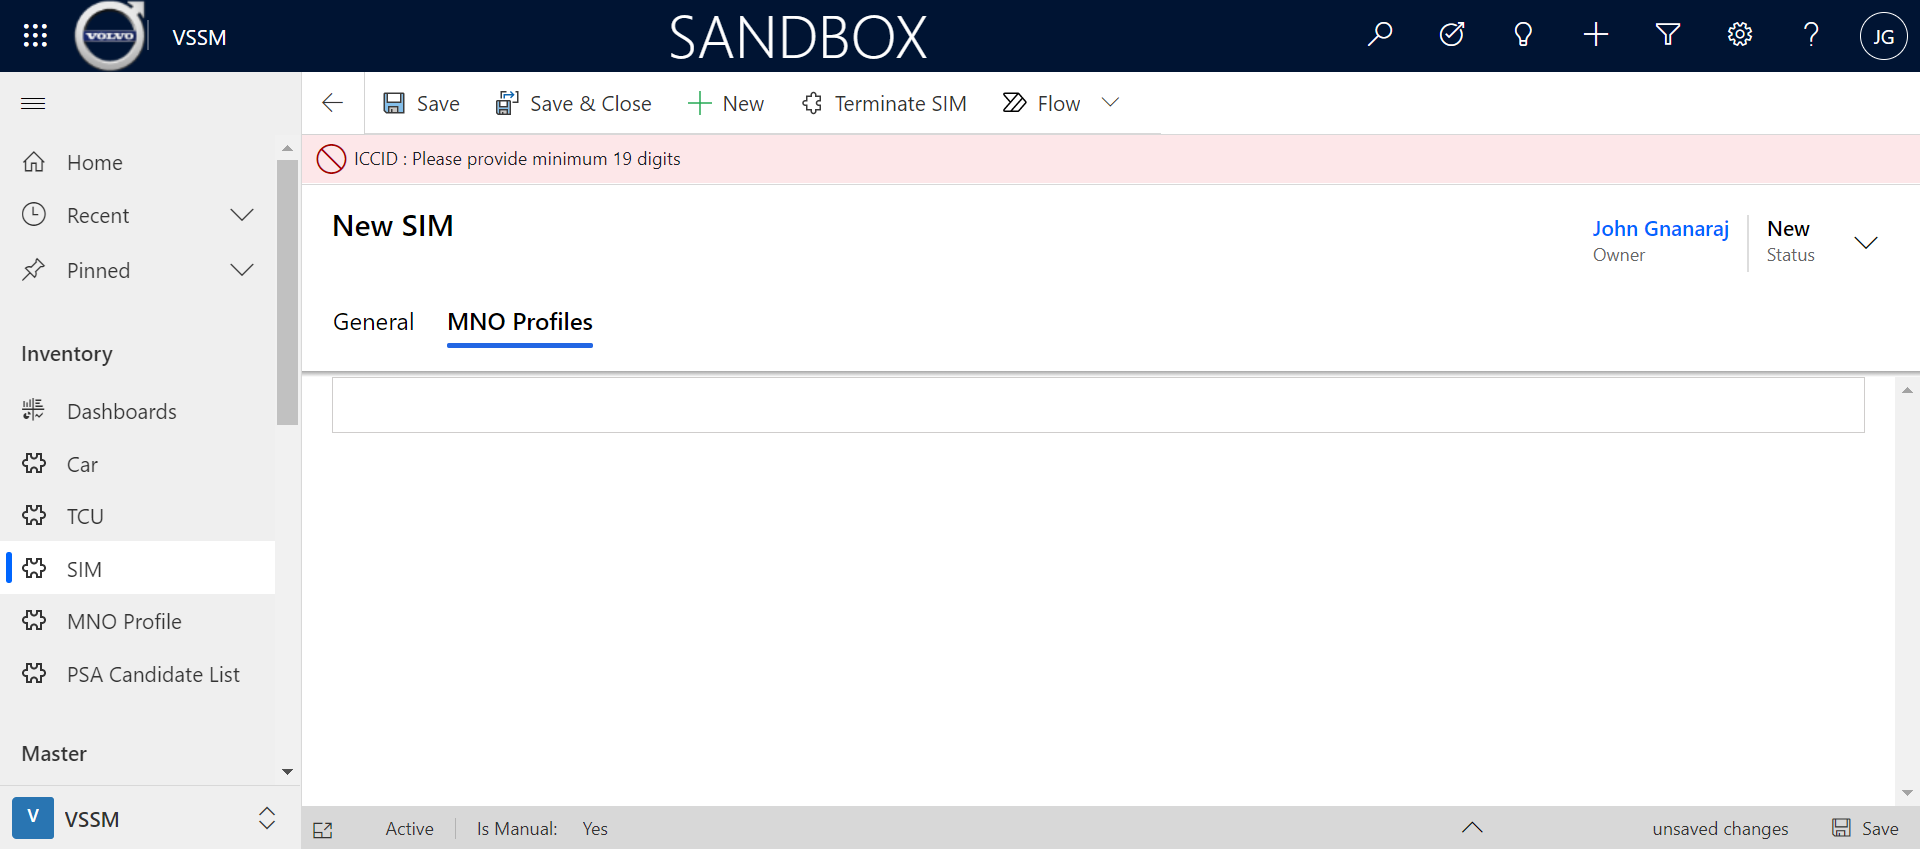 VOLVO
VSSM
SANDBOX
JG
Save
Save & Close
New
Terminate SIM
Flow
ICCID : Please provide minimum 19 digits
Home
Recent
Pinned
Inventory
Dashboards
Car
TCU
SIM
MNO Profile
PSA Candidate List
Master
V
VSSM
New SIM
John Gnanaraj
Owner
New
Status
General
MNO Profiles
Active
Is Manual:
Yes
unsaved changes
Save